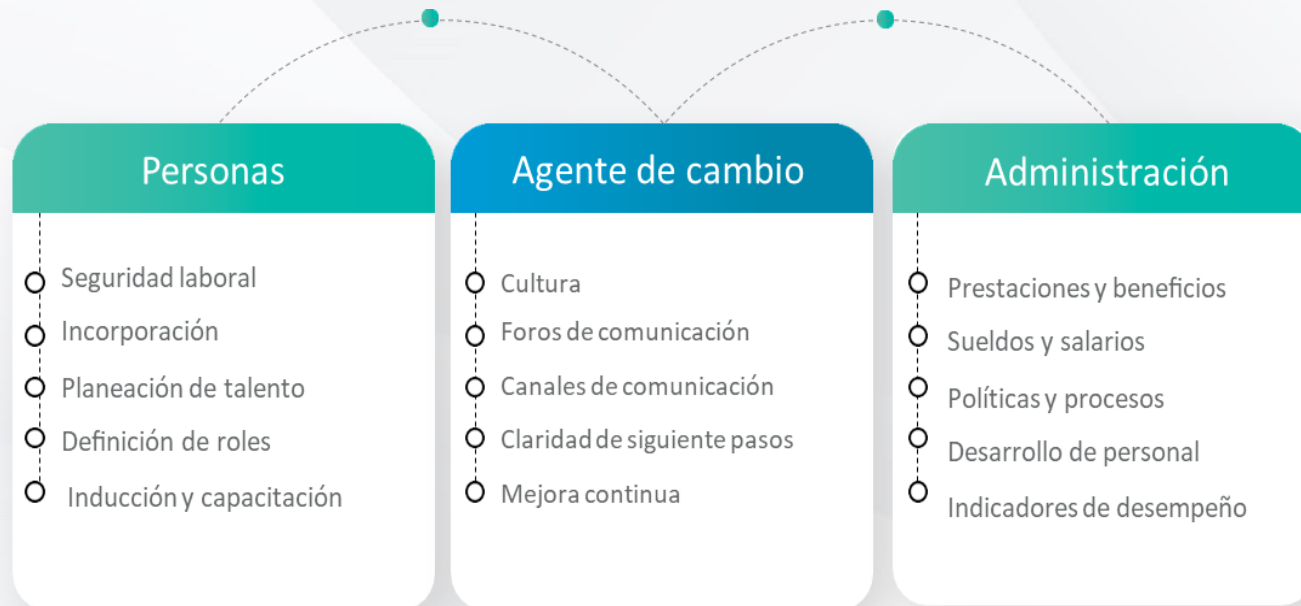 Personas
Seguridad laboral
Incorporación
Planeación de talento
Definición de roles
Inducción y capacitación
Agente de cambio
Cultura
Foros de comunicación
Canales de comunicación
Claridad de siguiente pasos
Mejora continua
Administración
Prestaciones y beneficios
Sueldos y salarios
Políticas y procesos
Desarrollo de personal
Indicadores de desempeño